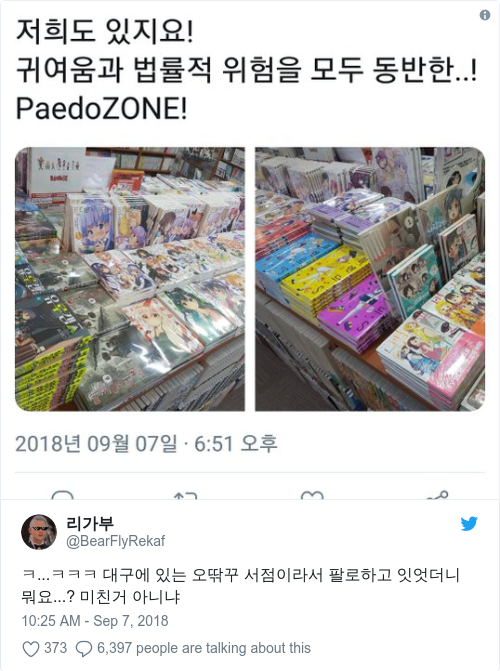 저희도 있지요!
귀여움과 법률적 위험을 모두 동반한..!
PaedoZONE!
2018년 09월 07일 · 6:51 오후
리가부
@BearFlyRekaf
ㅋ...ㅋㅋㅋ 대구에 있는 오땩꾸 서점이라서 팔로하고 잇엇더니
뭐요...? 미친거 아니냐
10:25 AM - Sep 7, 2018
373 6,397 people are talking about this